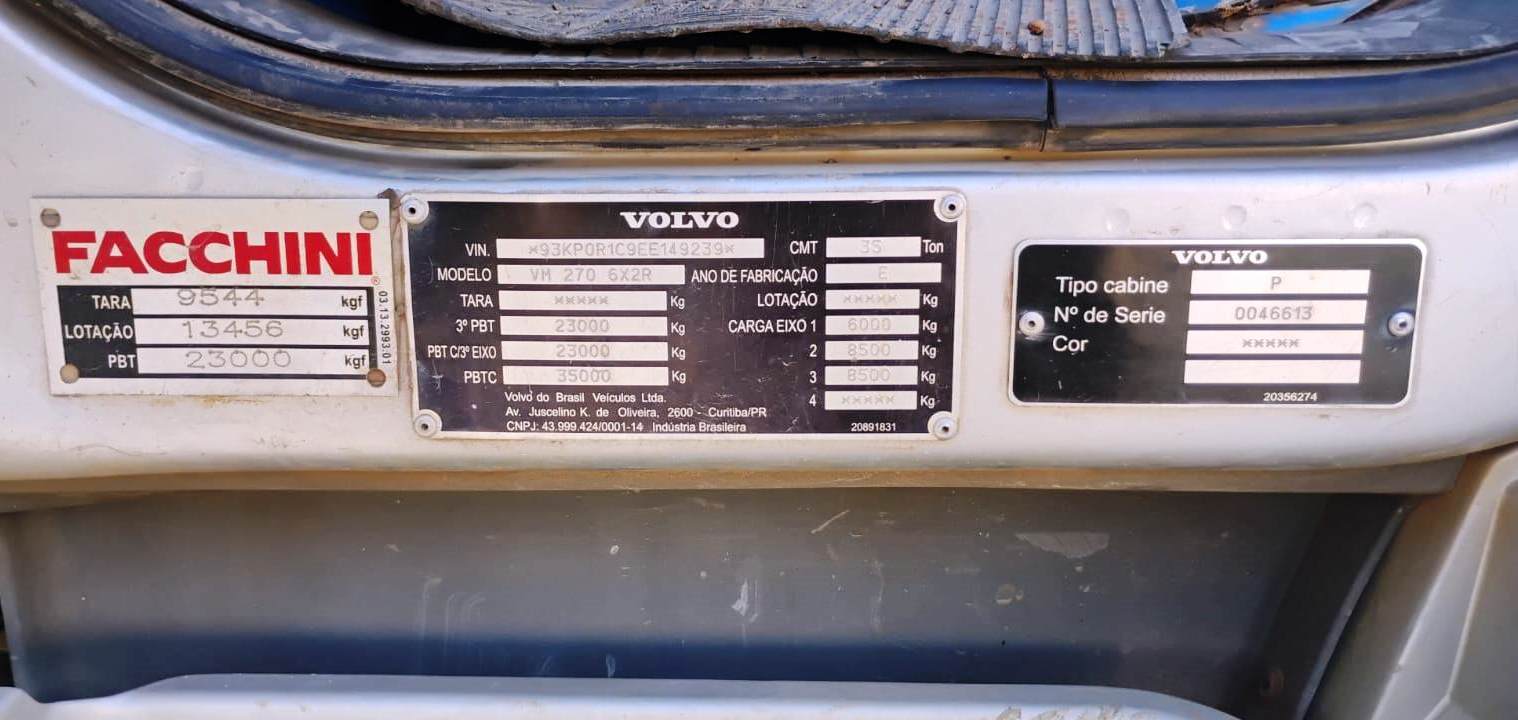 FACCHINI
TARA 9544 kgf
LOTAÇÃO 13456 kgf
PBT 23000 kgf
03.13.2993.01
VOLVO
VIN. *93KP0R1C9EE149239* CMT 35 Ton
MODELO VM 270 6X2R ANO DE FABRICAÇÃO E
TARA ***** Kg LOTAÇÃO ***** Kg
3º PBT 23000 Kg CARGA EIXO 1 6000 Kg
PBT C/3º EIXO 23000 Kg 2 8500 Kg
PBTC 35000 Kg 3 8500 Kg
4 ***** Kg
Volvo do Brasil Veículos Ltda.
Av. Juscelino K. de Oliveira, 2600 - Curitiba/PR
CNPJ: 43.999.424/0001-14 Indústria Brasileira 20891831
VOLVO
Tipo cabine P
Nº de Serie 0046613
Cor *****
20356274